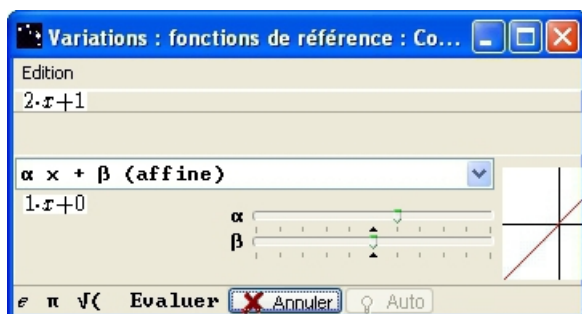 Variations : fonctions de référence : Co...
Edition
2·x+1
α x + β (affine)
1·x+0
α
β
e π √( Evaluer Annuler Auto